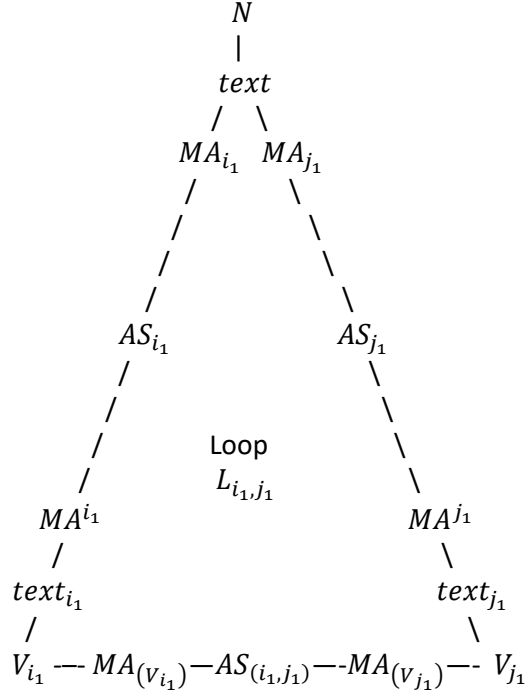 N
text
MA_{i_1} MA_{j_1}
AS_{i_1} AS_{j_1}
Loop
L_{i_1,j_1}
MA^{i_1} MA^{j_1}
text_{i_1} text_{j_1}
V_{i_1} -–- MA_{(V_{i_1})} – AS_{(i_1,j_1)} –-MA_{(V_{j_1})} –- V_{j_1}